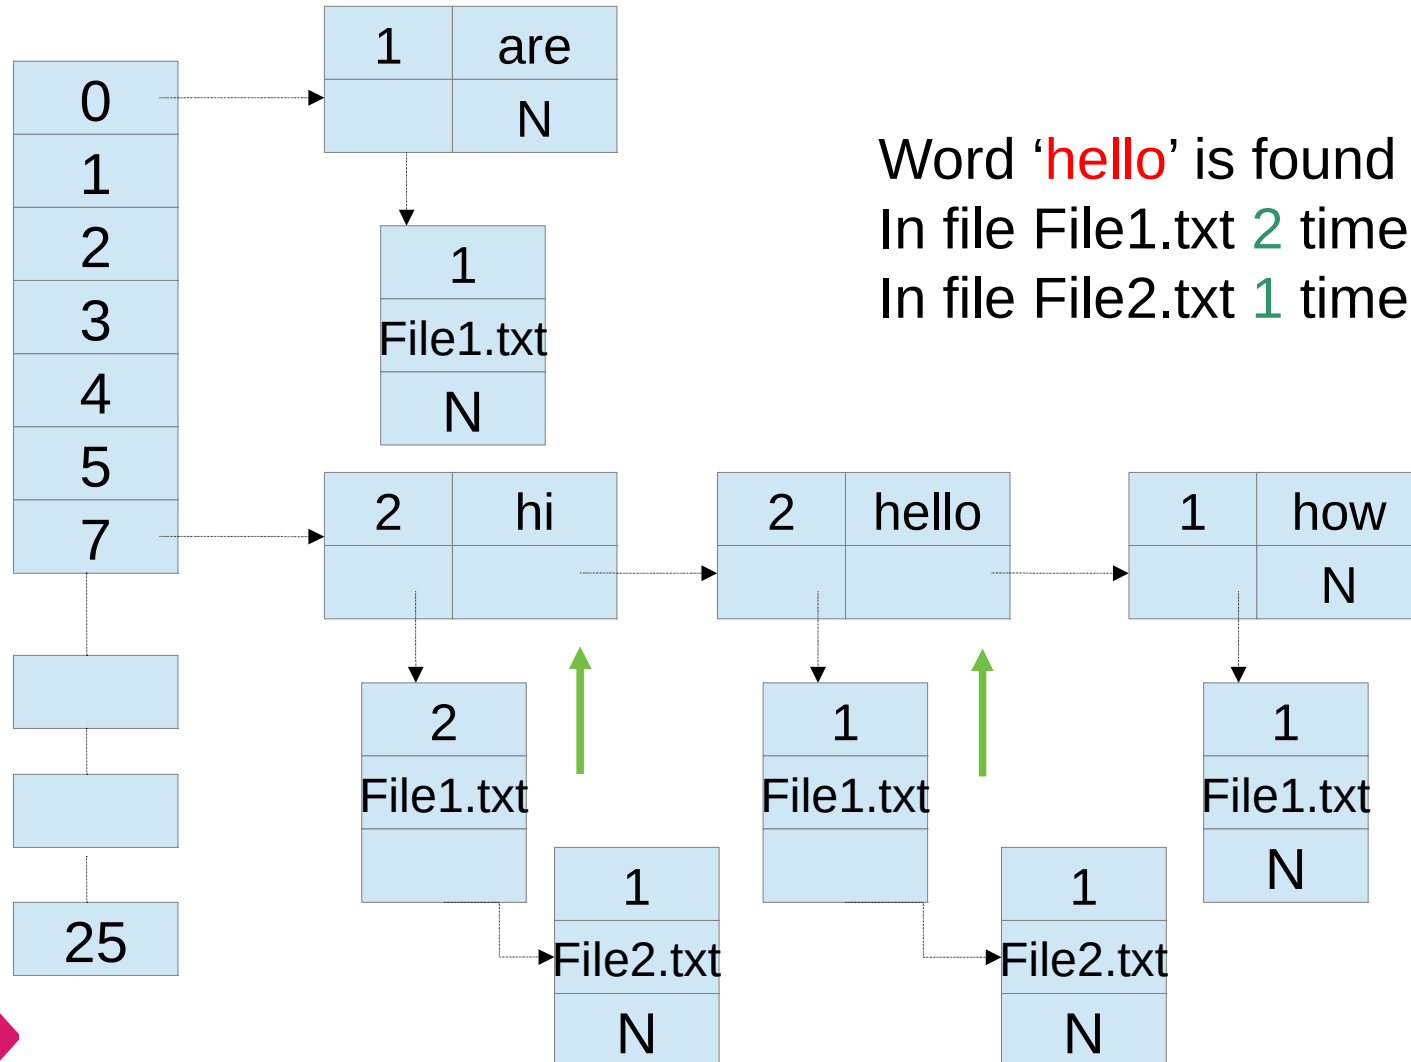 1 are
N
0
1
2
3
4
5
7
25
Word ‘hello’ is found
In file File1.txt 2 time
In file File2.txt 1 time
1
File1.txt
N
2 hi
2 hello
1 how
N
2
File1.txt
1
File2.txt
N
1
File1.txt
1
File2.txt
N
1
File1.txt
N